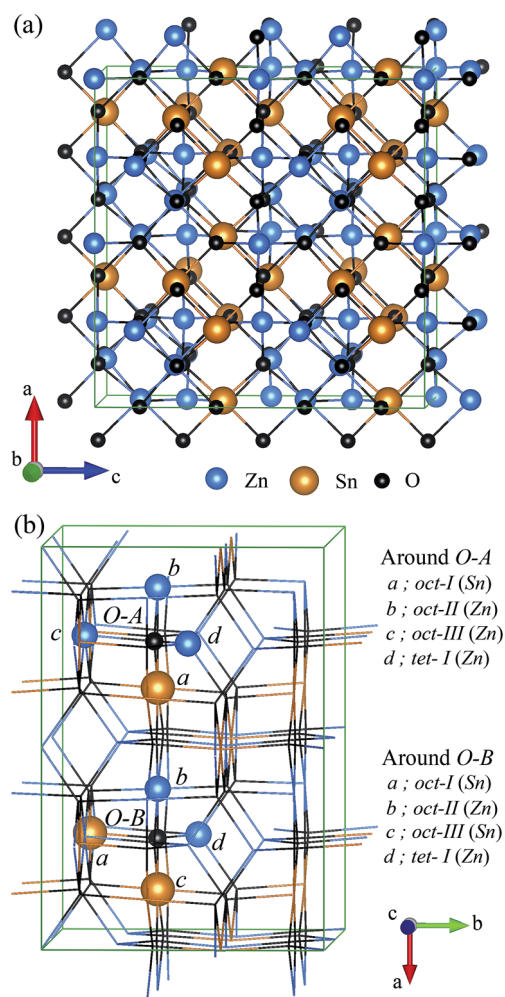 (a)
a
b
c
Zn
Sn
O
(b)
b
O-A
c
d
a
b
O-B
d
a
c
Around O-A
a ; oct-I (Sn)
b ; oct-II (Zn)
c ; oct-III (Zn)
d ; tet- I (Zn)
Around O-B
a ; oct-I (Sn)
b ; oct-II (Zn)
c ; oct-III (Sn)
d ; tet- I (Zn)
c
b
a